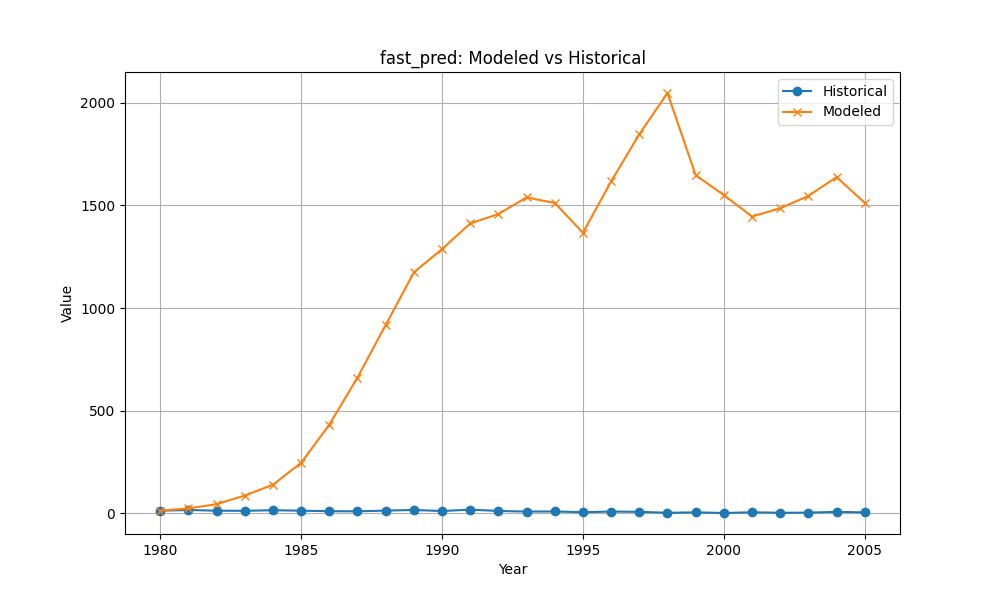 fast_pred: Modeled vs Historical
Historical
Modeled
Value
2000
1500
1000
500
0
1980
1985
1990
1995
2000
2005
Year